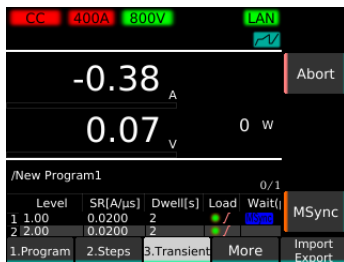 CC 400A 800V LAN
-0.38 A
Abort
0.07 V 0 W
/New Program1
0/1
Level SR[A/µs] Dwell[s] Load Wait(
1 1.00 0.0200 2 MSync
2 2.00 0.0200 2
MSync
1.Program 2.Steps 3.Transient More Import Export